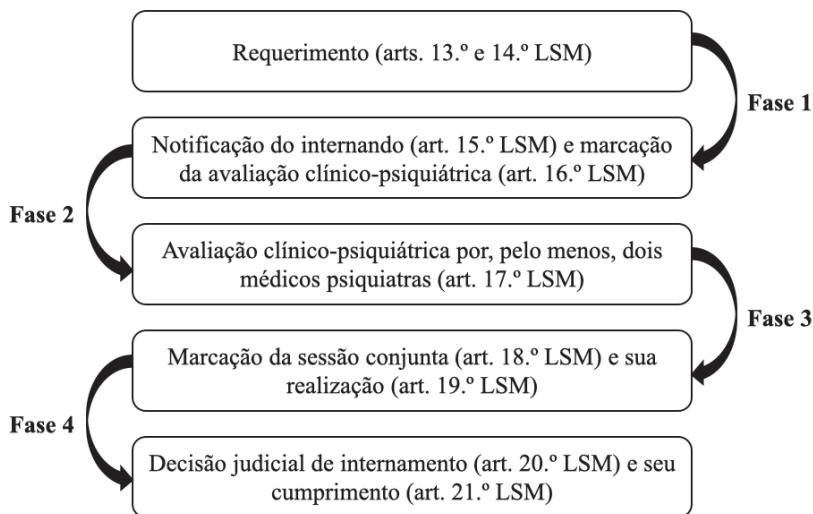 Requerimento (arts. 13.º e 14.º LSM)
Fase 1
Notificação do internando (art. 15.º LSM) e marcação
da avaliação clínico-psiquiátrica (art. 16.º LSM)
Fase 2
Avaliação clínico-psiquiátrica por, pelo menos, dois
médicos psiquiatras (art. 17.º LSM)
Fase 3
Marcação da sessão conjunta (art. 18.º LSM) e sua
realização (art. 19.º LSM)
Fase 4
Decisão judicial de internamento (art. 20.º LSM) e seu
cumprimento (art. 21.º LSM)